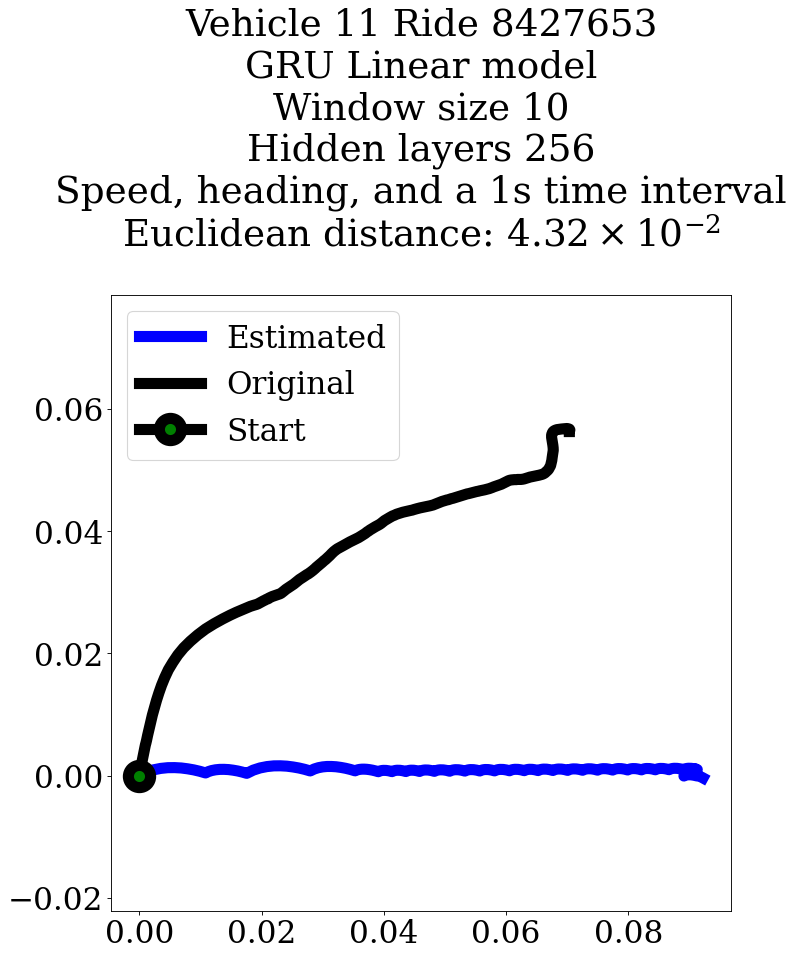 Vehicle 11 Ride 8427653
GRU Linear model
Window size 10
Hidden layers 256
Speed, heading, and a 1s time interval
Euclidean distance: 4.32 × 10⁻²
Estimated
Original
Start
0.06
0.04
0.02
0.00
−0.02
0.00 0.02 0.04 0.06 0.08